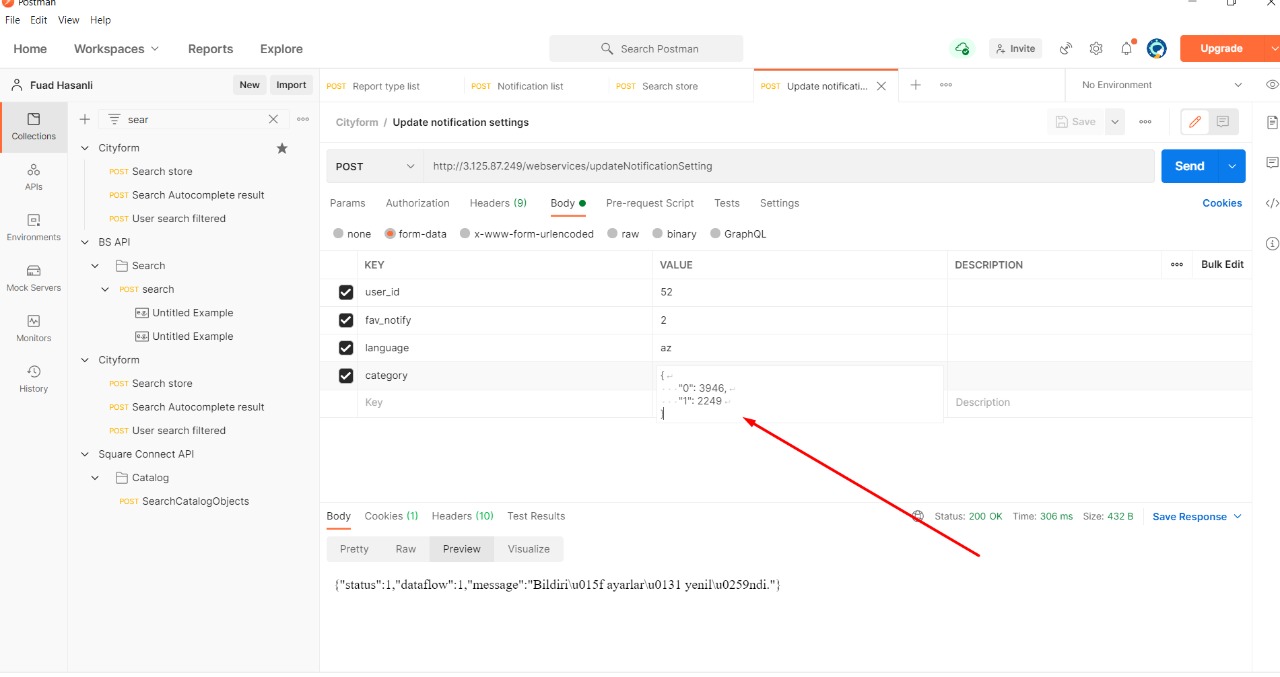 Postman
File Edit View Help
Home Workspaces Reports Explore Search Postman Invite Upgrade
Fuad Hasanli New Import
POST Report type list POST Notification list POST Search store POST Update notificati... No Environment
Collections
APIs
Environments
Mock Servers
Monitors
History
sear
Cityform
POST Search store
POST Search Autocomplete result
POST User search filtered
BS API
Search
POST search
e.g. Untitled Example
e.g. Untitled Example
Cityform
POST Search store
POST Search Autocomplete result
POST User search filtered
Square Connect API
Catalog
POST SearchCatalogObjects
Cityform / Update notification settings Save
POST http://3.125.87.249/webservices/updateNotificationSetting Send
Params Authorization Headers (9) Body Pre-request Script Tests Settings Cookies
none form-data x-www-form-urlencoded raw binary GraphQL
KEY VALUE DESCRIPTION Bulk Edit
user_id 52
fav_notify 2
language az
category {
"0": 3946,
"1": 2249
}
Key Description
Body Cookies (1) Headers (10) Test Results Status: 200 OK Time: 306 ms Size: 432 B Save Response
Pretty Raw Preview Visualize
{"status":1,"dataflow":1,"message":"Bildiri\u015f ayarlar\u0131 yenil\u0259ndi."}